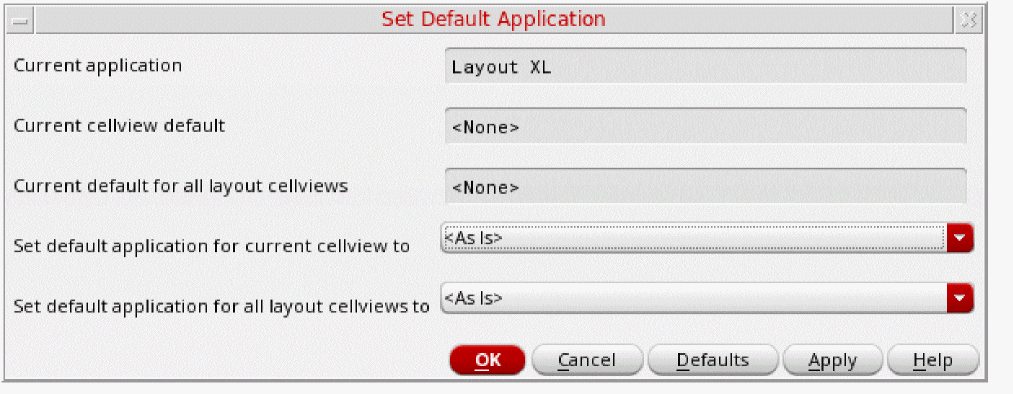 Set Default Application
Current application
Layout XL
Current cellview default
<None>
Current default for all layout cellviews
<None>
Set default application for current cellview to
<As Is>
Set default application for all layout cellviews to
<As Is>
OK Cancel Defaults Apply Help